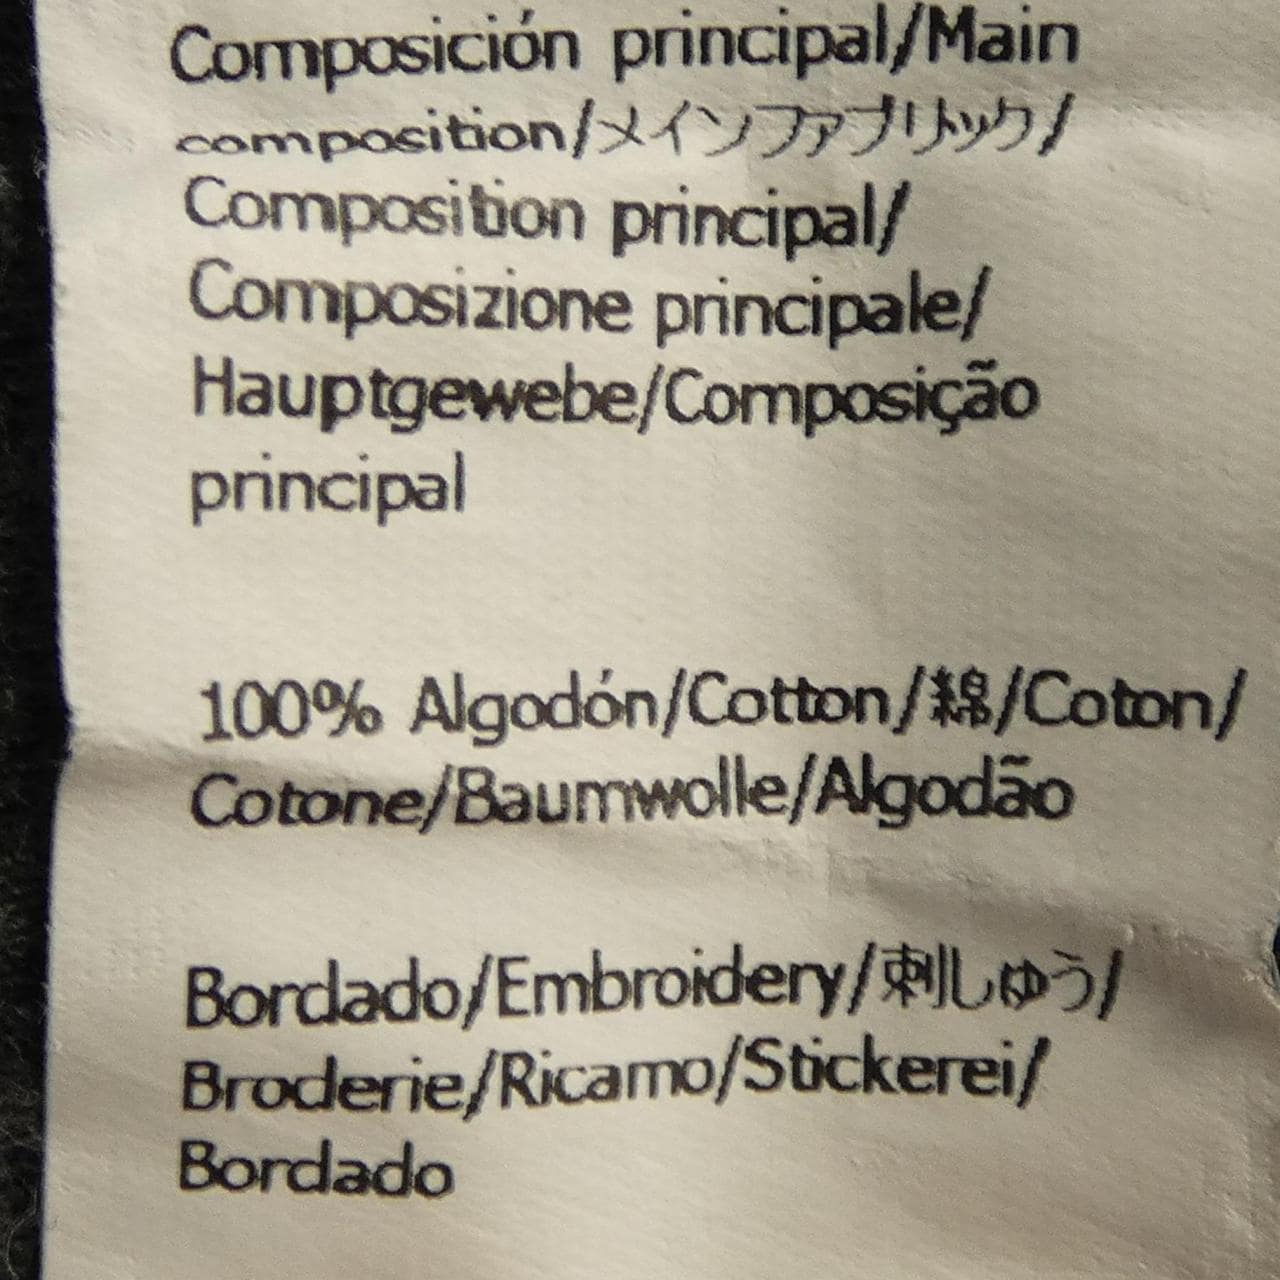 Composición principal/Main
composition/メインファブリック/
Composition principal/
Composizione principale/
Hauptgewebe/Composição
principal
100% Algodón/Cotton/綿/Coton/
Cotone/Baumwolle/Algodão
Bordado/Embroidery/刺しゅう/
Broderie/Ricamo/Stickerei/
Bordado